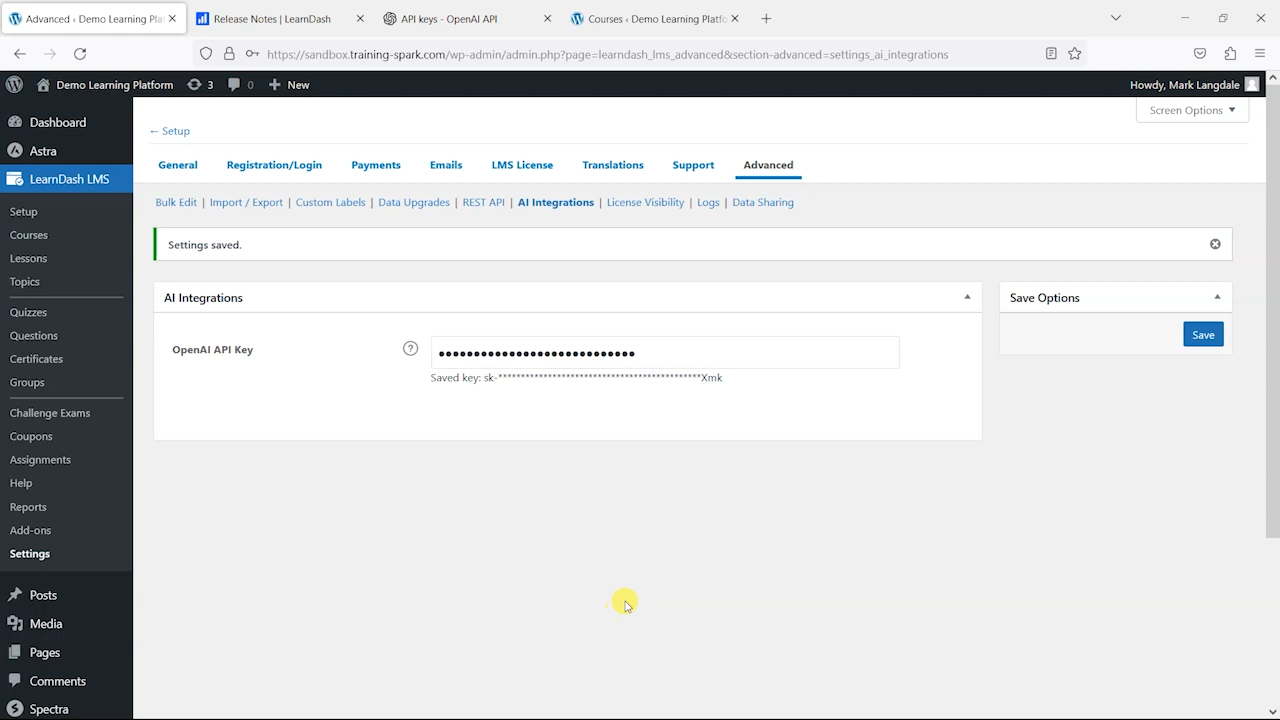 Advanced ‹ Demo Learning Pla
Release Notes | LearnDash
API keys - OpenAI API
Courses ‹ Demo Learning Platfo
https://sandbox.training-spark.com/wp-admin/admin.php?page=learndash_lms_advanced&section-advanced=settings_ai_integrations
Demo Learning Platform
3
0
New
Howdy, Mark Langdale
Screen Options
Dashboard
Astra
LearnDash LMS
Setup
Courses
Lessons
Topics
Quizzes
Questions
Certificates
Groups
Challenge Exams
Coupons
Assignments
Help
Reports
Add-ons
Settings
Posts
Media
Pages
Comments
Spectra
← Setup
General Registration/Login Payments Emails LMS License Translations Support Advanced
Bulk Edit | Import / Export | Custom Labels | Data Upgrades | REST API | AI Integrations | License Visibility | Logs | Data Sharing
Settings saved.
AI Integrations
OpenAI API Key
?
••••••••••••••••••••••••••••
Saved key: sk-*********************************************Xmk
Save Options
Save